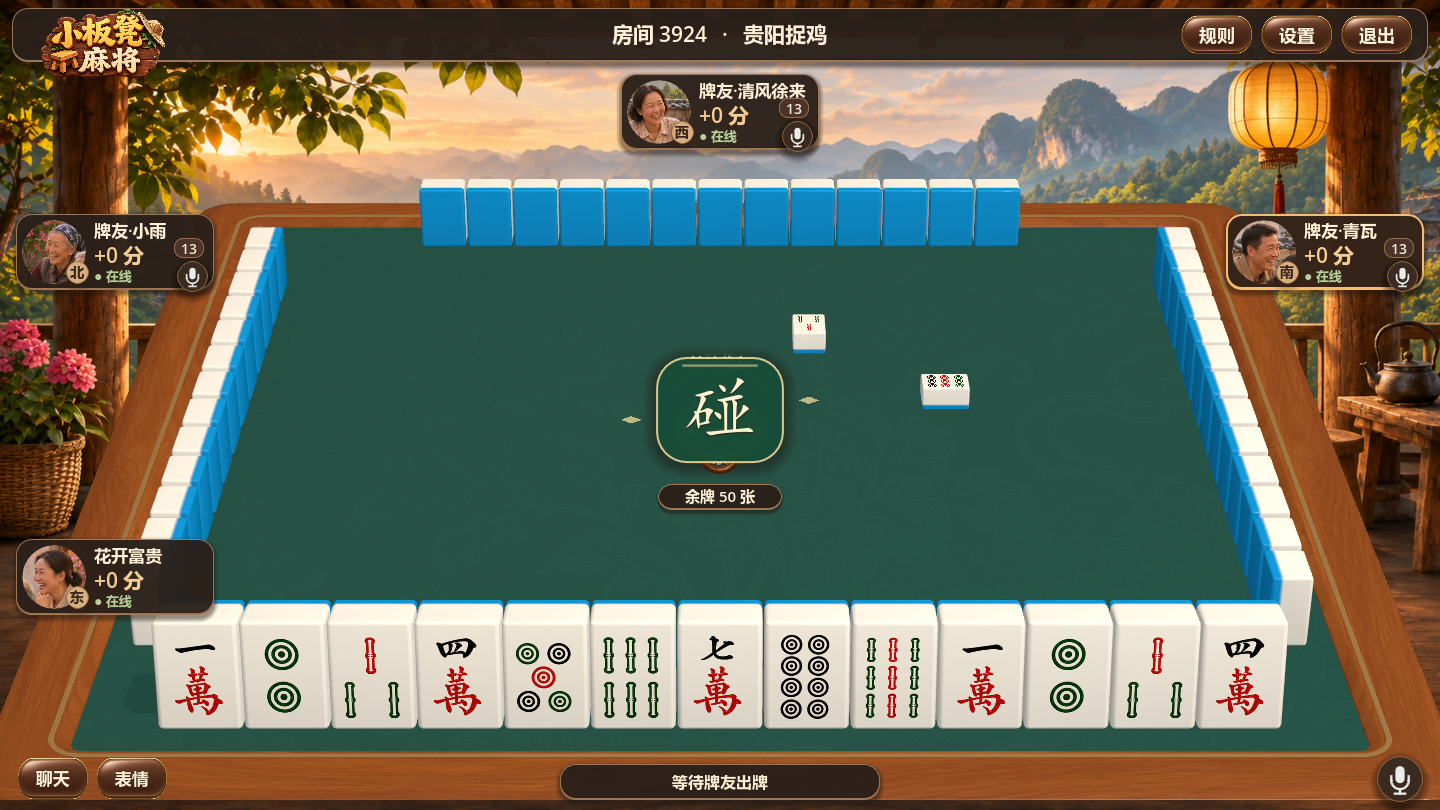 小板凳
麻将
房间 3924 · 贵阳捉鸡
规则
设置
退出
牌友·清风徐来
+0 分
13
西
在线
牌友·小雨
+0 分
13
北
在线
牌友·青瓦
+0 分
13
南
在线
碰
余牌 50 张
花开富贵
+0 分
东
在线
一萬
四萬
七萬
一萬
四萬
聊天
表情
等待牌友出牌